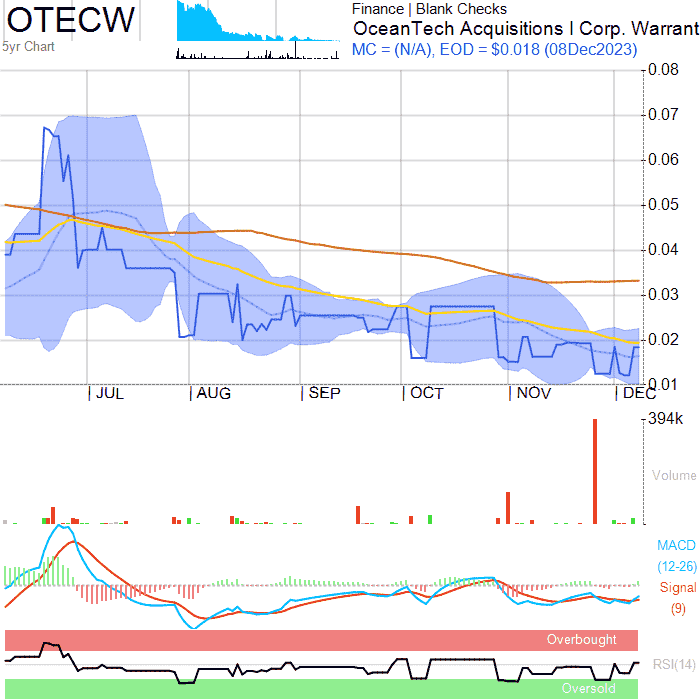 OTECW
5yr Chart
Finance | Blank Checks
OceanTech Acquisitions I Corp. Warrant
MC = (N/A), EOD = $0.018 (08Dec2023)
0.08
0.07
0.06
0.05
0.04
0.03
0.02
0.01
JUL AUG SEP OCT NOV DEC
394k
Volume
MACD
(12-26)
Signal
(9)
Overbought
RSI(14)
Oversold